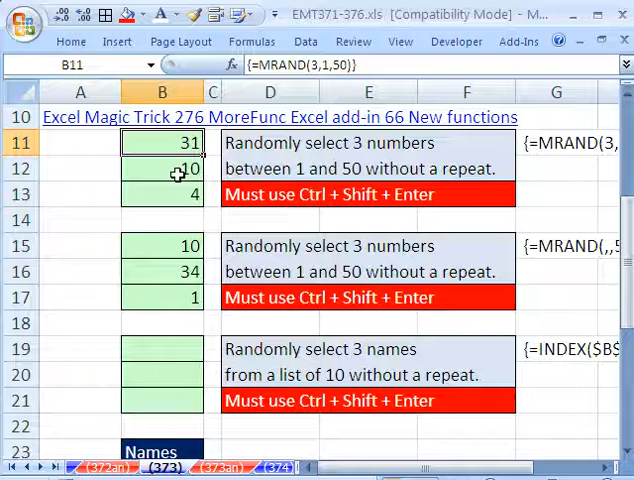 EMT371-376.xls [Compatibility Mode] - M...
Home Insert Page Layout Formulas Data Review View Developer Add-Ins
B11 {=MRAND(3,1,50)}
A B C D E F G
10 Excel Magic Trick 276 MoreFunc Excel add-in 66 New functions
11 31 Randomly select 3 numbers {=MRAND(3,
12 10 between 1 and 50 without a repeat.
13 4 Must use Ctrl + Shift + Enter
14
15 10 Randomly select 3 numbers {=MRAND(,,5
16 34 between 1 and 50 without a repeat.
17 1 Must use Ctrl + Shift + Enter
18
19 Randomly select 3 names {=INDEX($B$
20 from a list of 10 without a repeat.
21 Must use Ctrl + Shift + Enter
22
23 Names
(372an) (373) (373an) (374)